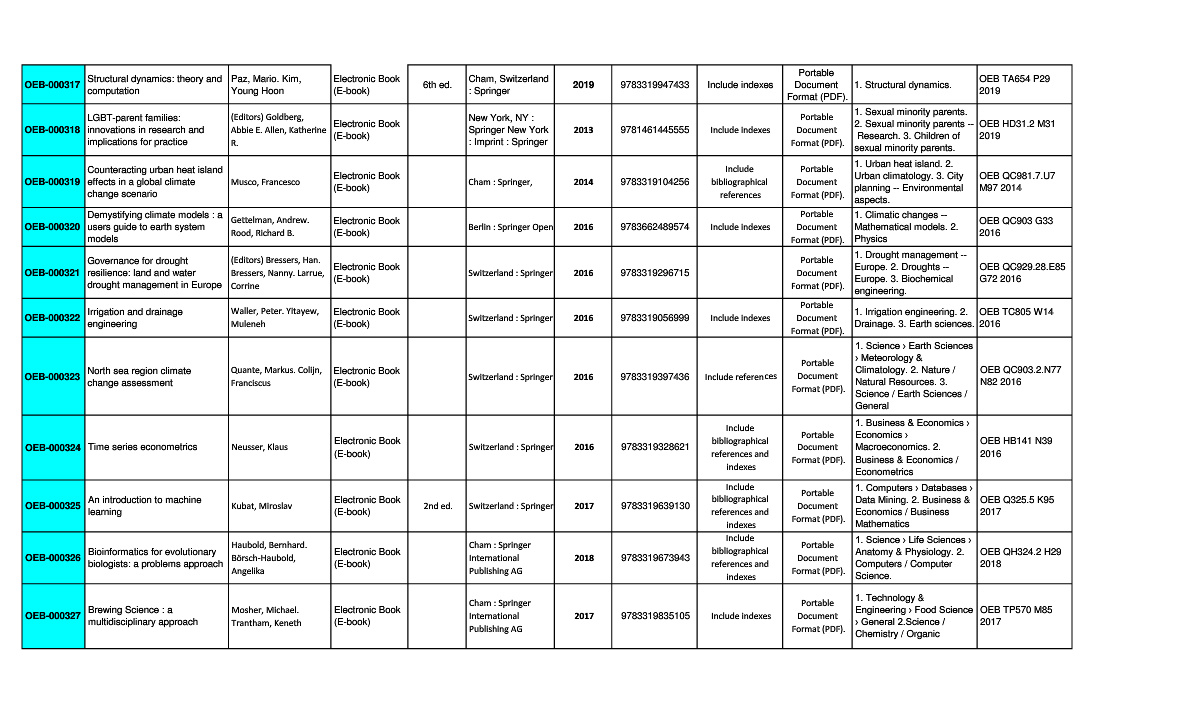 OEB-000317 Structural dynamics: theory and computation Paz, Mario. Kim, Young Hoon Electronic Book (E-book) 6th ed. Cham, Switzerland : Springer 2019 9783319947433 Include indexes Portable Document Format (PDF). 1. Structural dynamics. OEB TA654 P29 2019
OEB-000318 LGBT-parent families: innovations in research and implications for practice (Editors) Goldberg, Abbie E. Allen, Katherine R. Electronic Book (E-book) New York, NY : Springer New York : Imprint : Springer 2013 9781461445555 Include Indexes Portable Document Format (PDF). 1. Sexual minority parents. 2. Sexual minority parents -- Research. 3. Children of sexual minority parents. OEB HD31.2 M31 2019
OEB-000319 Counteracting urban heat island effects in a global climate change scenario Musco, Francesco Electronic Book (E-book) Cham : Springer, 2014 9783319104256 Include bibliographical references Portable Document Format (PDF). 1. Urban heat island. 2. Urban climatology. 3. City planning -- Environmental aspects. OEB QC981.7.U7 M97 2014
OEB-000320 Demystifying climate models : a users guide to earth system models Gettelman, Andrew. Rood, Richard B. Electronic Book (E-book) Berlin : Springer Open 2016 9783662489574 Include Indexes Portable Document Format (PDF). 1. Climatic changes -- Mathematical models. 2. Physics OEB QC903 G33 2016
OEB-000321 Governance for drought resilience: land and water drought management in Europe (Editors) Bressers, Han. Bressers, Nanny. Larrue, Corrine Electronic Book (E-book) Switzerland : Springer 2016 9783319296715 Portable Document Format (PDF). 1. Drought management -- Europe. 2. Droughts -- Europe. 3. Biochemical engineering. OEB QC929.28.E85 G72 2016
OEB-000322 Irrigation and drainage engineering Waller, Peter. Yitayew, Muleneh Electronic Book (E-book) Switzerland : Springer 2016 9783319056999 Include Indexes Portable Document Format (PDF). 1. Irrigation engineering. 2. Drainage. 3. Earth sciences. OEB TC805 W14 2016
OEB-000323 North sea region climate change assessment Quante, Markus. Colijn, Franciscus Electronic Book (E-book) Switzerland : Springer 2016 9783319397436 Include references Portable Document Format (PDF). 1. Science › Earth Sciences › Meteorology & Climatology. 2. Nature / Natural Resources. 3. Science / Earth Sciences / General OEB QC903.2.N77 N82 2016
OEB-000324 Time series econometrics Neusser, Klaus Electronic Book (E-book) Switzerland : Springer 2016 9783319328621 Include bibliographical references and indexes Portable Document Format (PDF). 1. Business & Economics › Economics › Macroeconomics. 2. Business & Economics / Econometrics OEB HB141 N39 2016
OEB-000325 An introduction to machine learning Kubat, Miroslav Electronic Book (E-book) 2nd ed. Switzerland : Springer 2017 9783319639130 Include bibliographical references and indexes Portable Document Format (PDF). 1. Computers › Databases › Data Mining. 2. Business & Economics / Business Mathematics OEB Q325.5 K95 2017
OEB-000326 Bioinformatics for evolutionary biologists: a problems approach Haubold, Bernhard. Börsch-Haubold, Angelika Electronic Book (E-book) Cham : Springer International Publishing AG 2018 9783319673943 Include bibliographical references and indexes Portable Document Format (PDF). 1. Science › Life Sciences › Anatomy & Physiology. 2. Computers / Computer Science. OEB QH324.2 H29 2018
OEB-000327 Brewing Science : a multidisciplinary approach Mosher, Michael. Trantham, Keneth Electronic Book (E-book) Cham : Springer International Publishing AG 2017 9783319835105 Include Indexes Portable Document Format (PDF). 1. Technology & Engineering › Food Science › General 2.Science / Chemistry / Organic OEB TP570 M85 2017